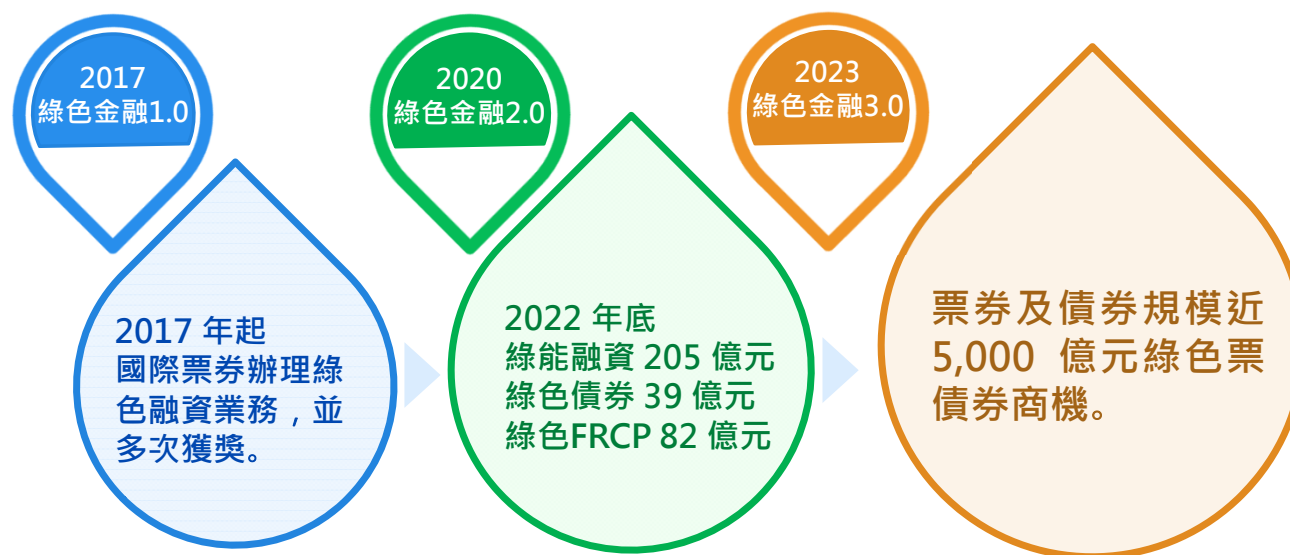 2017
綠色金融1.0
2020
綠色金融2.0
2023
綠色金融3.0
2017 年起
國際票券辦理綠
色融資業務，並
多次獲獎。
2022 年底
綠能融資 205 億元
綠色債券 39 億元
綠色FRCP 82 億元
票券及債券規模近
5,000 億元綠色票
債券商機。